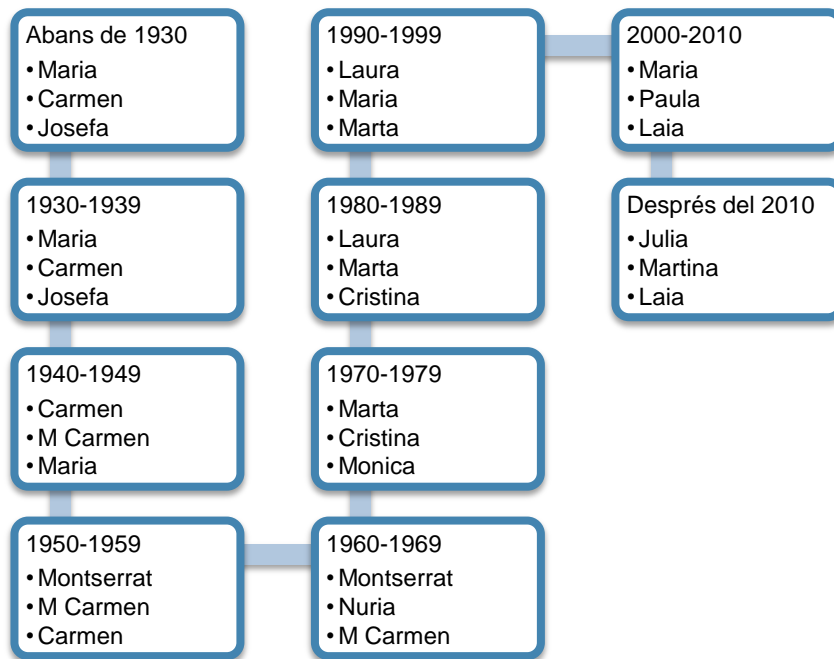 Abans de 1930
• Maria
• Carmen
• Josefa
1930-1939
• Maria
• Carmen
• Josefa
1940-1949
• Carmen
• M Carmen
• Maria
1950-1959
• Montserrat
• M Carmen
• Carmen
1960-1969
• Montserrat
• Nuria
• M Carmen
1970-1979
• Marta
• Cristina
• Monica
1980-1989
• Laura
• Marta
• Cristina
1990-1999
• Laura
• Maria
• Marta
2000-2010
• Maria
• Paula
• Laia
Després del 2010
• Julia
• Martina
• Laia